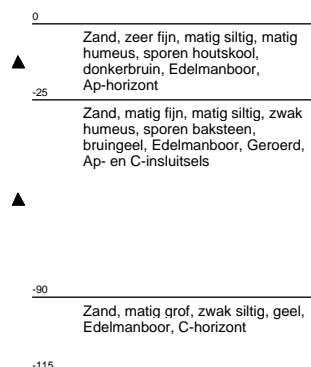 0
Zand, zeer fijn, matig siltig, matig
humeus, sporen houtskool,
donkerbruin, Edelmanboor,
Ap-horizont
-25
Zand, matig fijn, matig siltig, zwak
humeus, sporen baksteen,
bruingeel, Edelmanboor, Geroerd,
Ap- en C-insluitsels
-90
Zand, matig grof, zwak siltig, geel,
Edelmanboor, C-horizont
-115